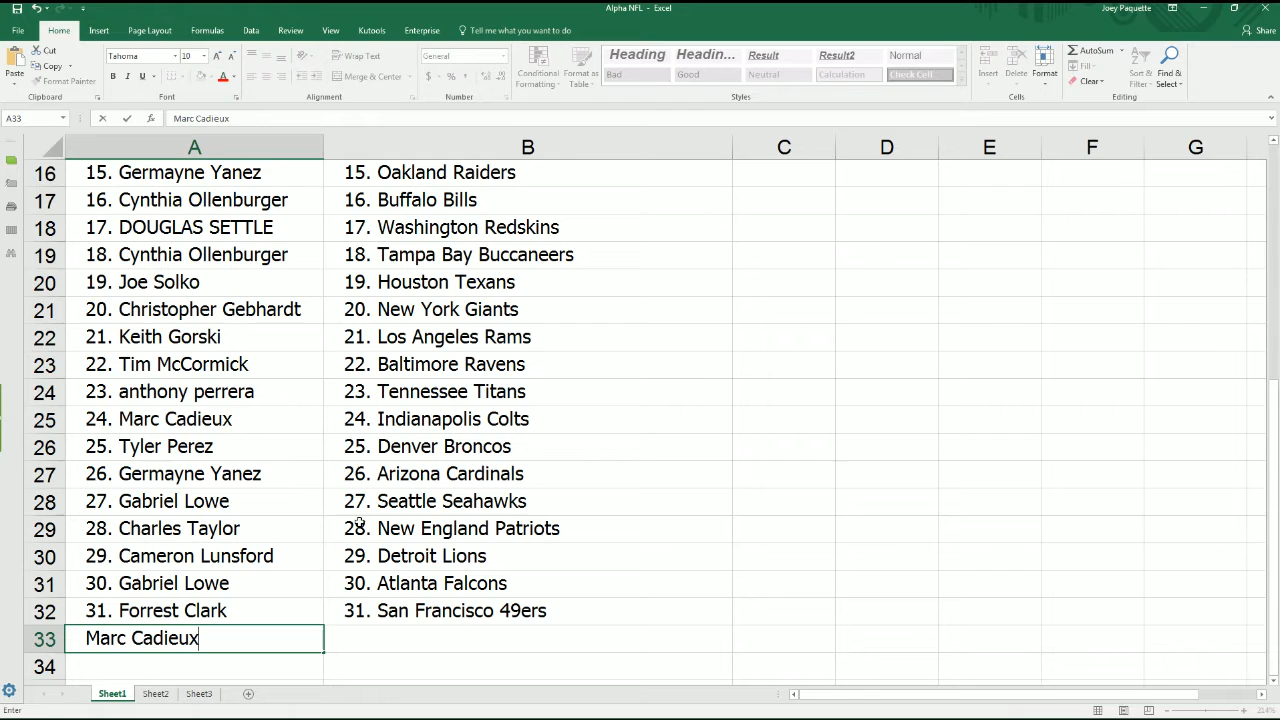 Alpha NFL - Excel
Joey Paquette
File Home Insert Page Layout Formulas Data Review View Kutools Enterprise Tell me what you want to do Share
Cut
Copy
Format Painter
Paste
Clipboard
Tahoma 10
B I U
Font
Wrap Text
Merge & Center
Alignment
General
$ % ,
Number
Conditional Formatting
Format as Table
Heading Headin... Result Result2 Normal
Bad Good Neutral Calculation Check Cell
Styles
Insert Delete Format
Cells
AutoSum
Fill
Clear
Sort & Filter
Find & Select
Editing
A33 fx Marc Cadieux
A B C D E F G
16 15. Germayne Yanez 15. Oakland Raiders
17 16. Cynthia Ollenburger 16. Buffalo Bills
18 17. DOUGLAS SETTLE 17. Washington Redskins
19 18. Cynthia Ollenburger 18. Tampa Bay Buccaneers
20 19. Joe Solko 19. Houston Texans
21 20. Christopher Gebhardt 20. New York Giants
22 21. Keith Gorski 21. Los Angeles Rams
23 22. Tim McCormick 22. Baltimore Ravens
24 23. anthony perrera 23. Tennessee Titans
25 24. Marc Cadieux 24. Indianapolis Colts
26 25. Tyler Perez 25. Denver Broncos
27 26. Germayne Yanez 26. Arizona Cardinals
28 27. Gabriel Lowe 27. Seattle Seahawks
29 28. Charles Taylor 28. New England Patriots
30 29. Cameron Lunsford 29. Detroit Lions
31 30. Gabriel Lowe 30. Atlanta Falcons
32 31. Forrest Clark 31. San Francisco 49ers
33 Marc Cadieux
34
Sheet1 Sheet2 Sheet3
Enter
214%